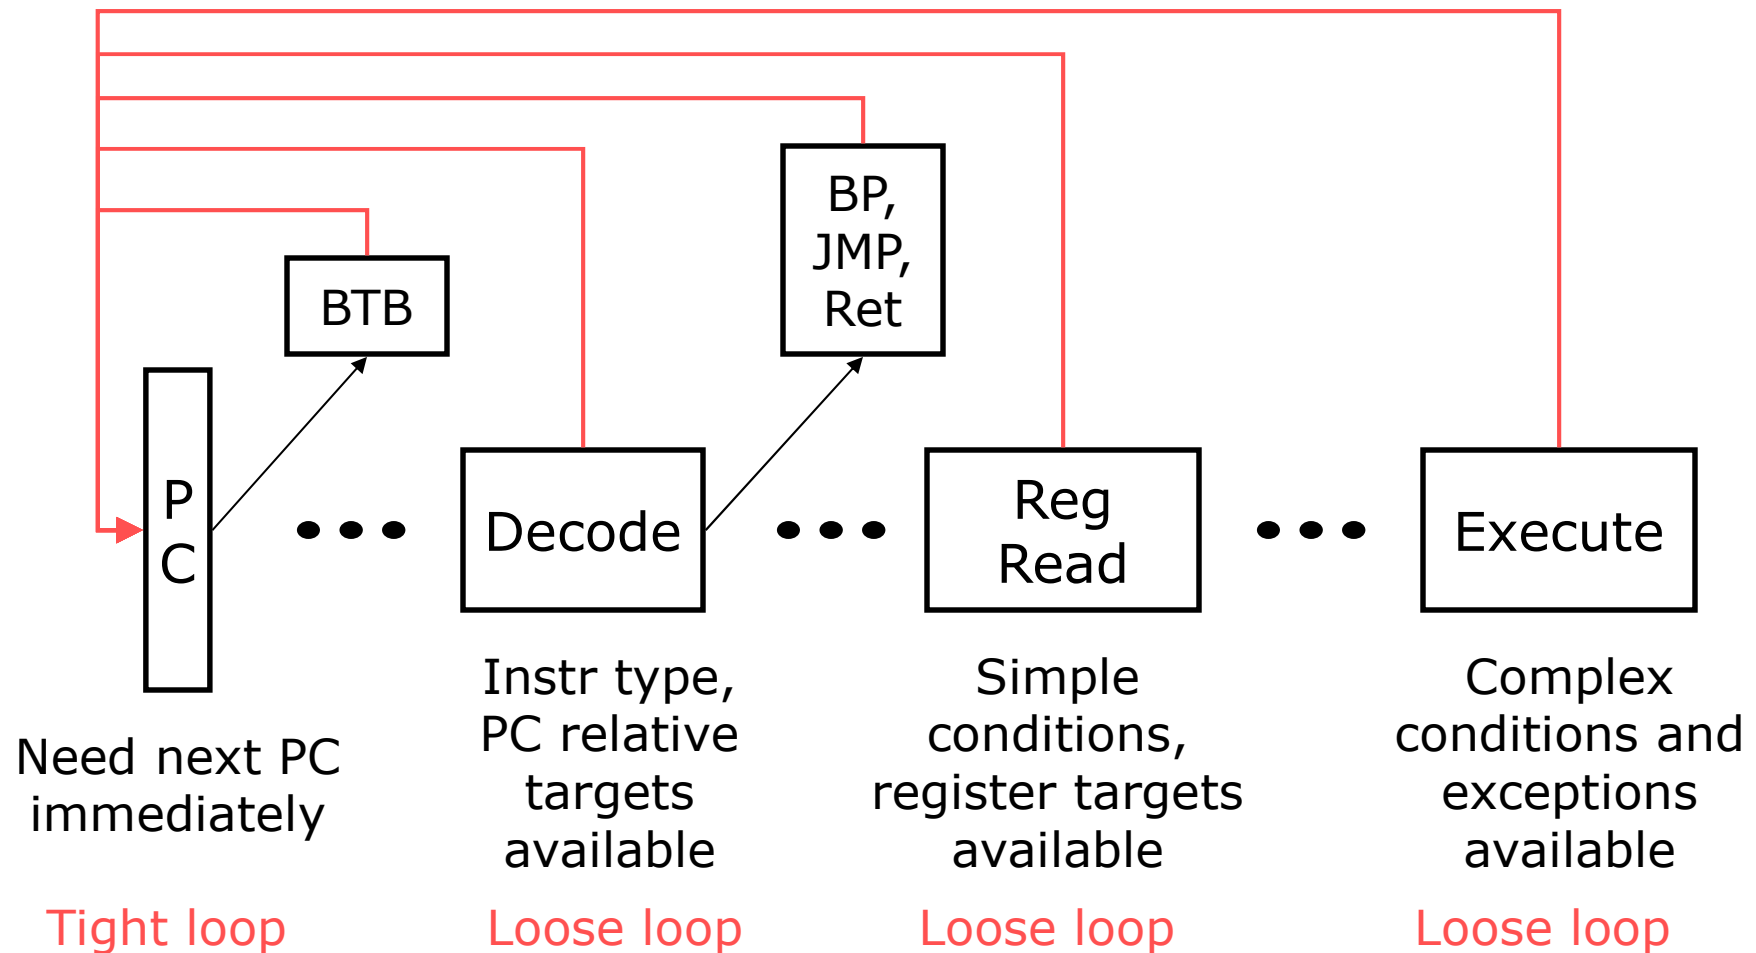 BP,
JMP,
Ret
BTB
P
C
Decode
Reg
Read
Execute
Need next PC
immediately
Instr type,
PC relative
targets
available
Simple
conditions,
register targets
available
Complex
conditions and
exceptions
available
Tight loop
Loose loop
Loose loop
Loose loop